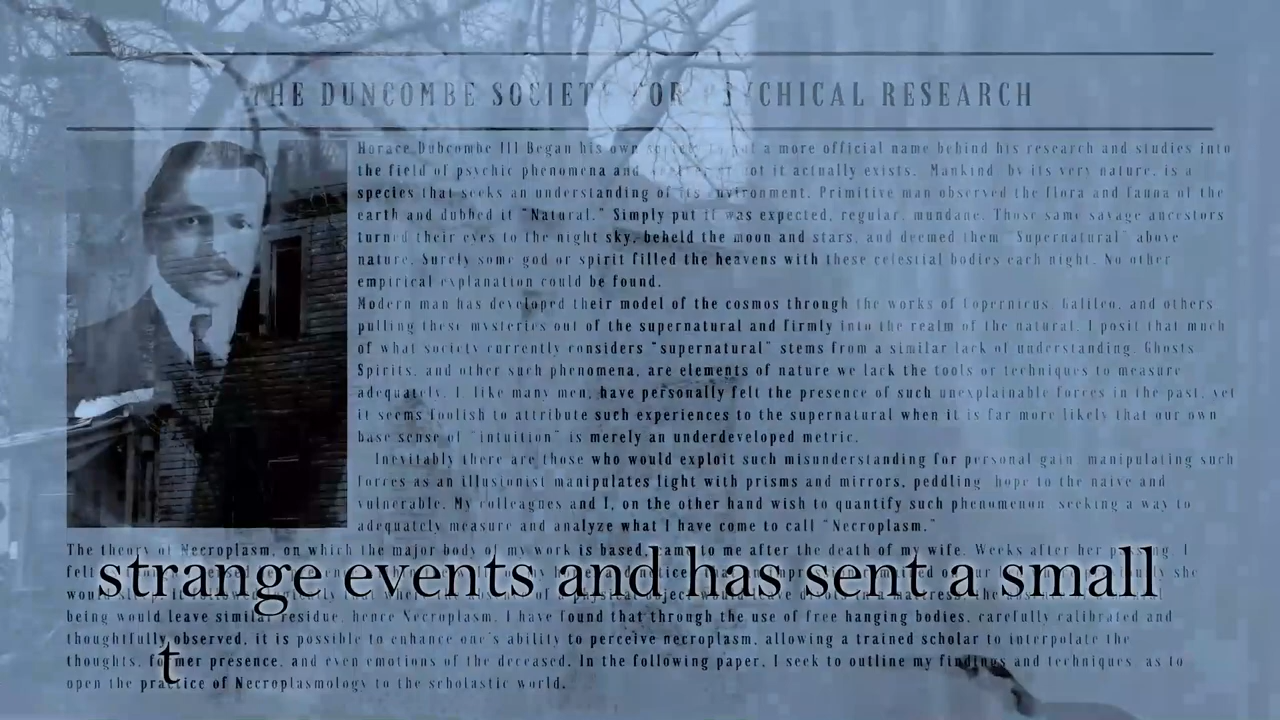 THE DUNCOMBE SOCIETY FOR PSYCHICAL RESEARCH
Horace Dubcombe III Began his own to a more official name behind his research and studies into
the field of psychic phenomena and not it actually exists. Mankind by its very nature, is a
species that seeks an understanding of its environment. Primitive man observed the flora and fauna of the
earth and dubbed it "Natural." Simply put it was expected, regular, mundane. Those same savage ancestors
turned their eyes to the night sky, beheld the moon and stars, and deemed them "Supernatural" above
nature. Surely some god or spirit filled the heavens with these celestial bodies each night. No other
empirical explanation could be found.
Modern man has developed their model of the cosmos through the works of Copernicus, Galileo, and others
pulling these mysteries out of the supernatural and firmly into the realm of the natural. I posit that much
of what society currently considers "supernatural" stems from a similar lack of understanding. Ghosts
Spirits, and other such phenomena, are elements of nature we lack the tools or techniques to measure
adequately. I, like many men, have personally felt the presence of such unexplainable forces in the past, yet
it seems foolish to attribute such experiences to the supernatural when it is far more likely that our own
base sense of "intuition" is merely an underdeveloped metric.
Inevitably there are those who would exploit such misunderstanding for personal gain manipulating such
forces as an illusionist manipulates light with prisms and mirrors, peddling hope to the naive and
vulnerable. My colleagues and I, on the other hand wish to quantify such phenomenon seeking a way to
adequately measure and analyze what I have come to call "Necroplasm."
The theory of Necroplasm, on which the major body of my work is based, came to me after the death of my wife. Weeks after her passing, I
felt
strange events and has sent a small
being would leave similar residue, hence Necroplasm. I have found that through the use of free hanging bodies, carefully calibrated and
thoughtfully observed, it is possible to enhance one's ability to perceive necroplasm, allowing a trained scholar to interpolate the
thoughts, former presence, and even emotions of the deceased. In the following paper, I seek to outline my findings and techniques as to
t
open the practice of Necroplasmology to the scholastic world.